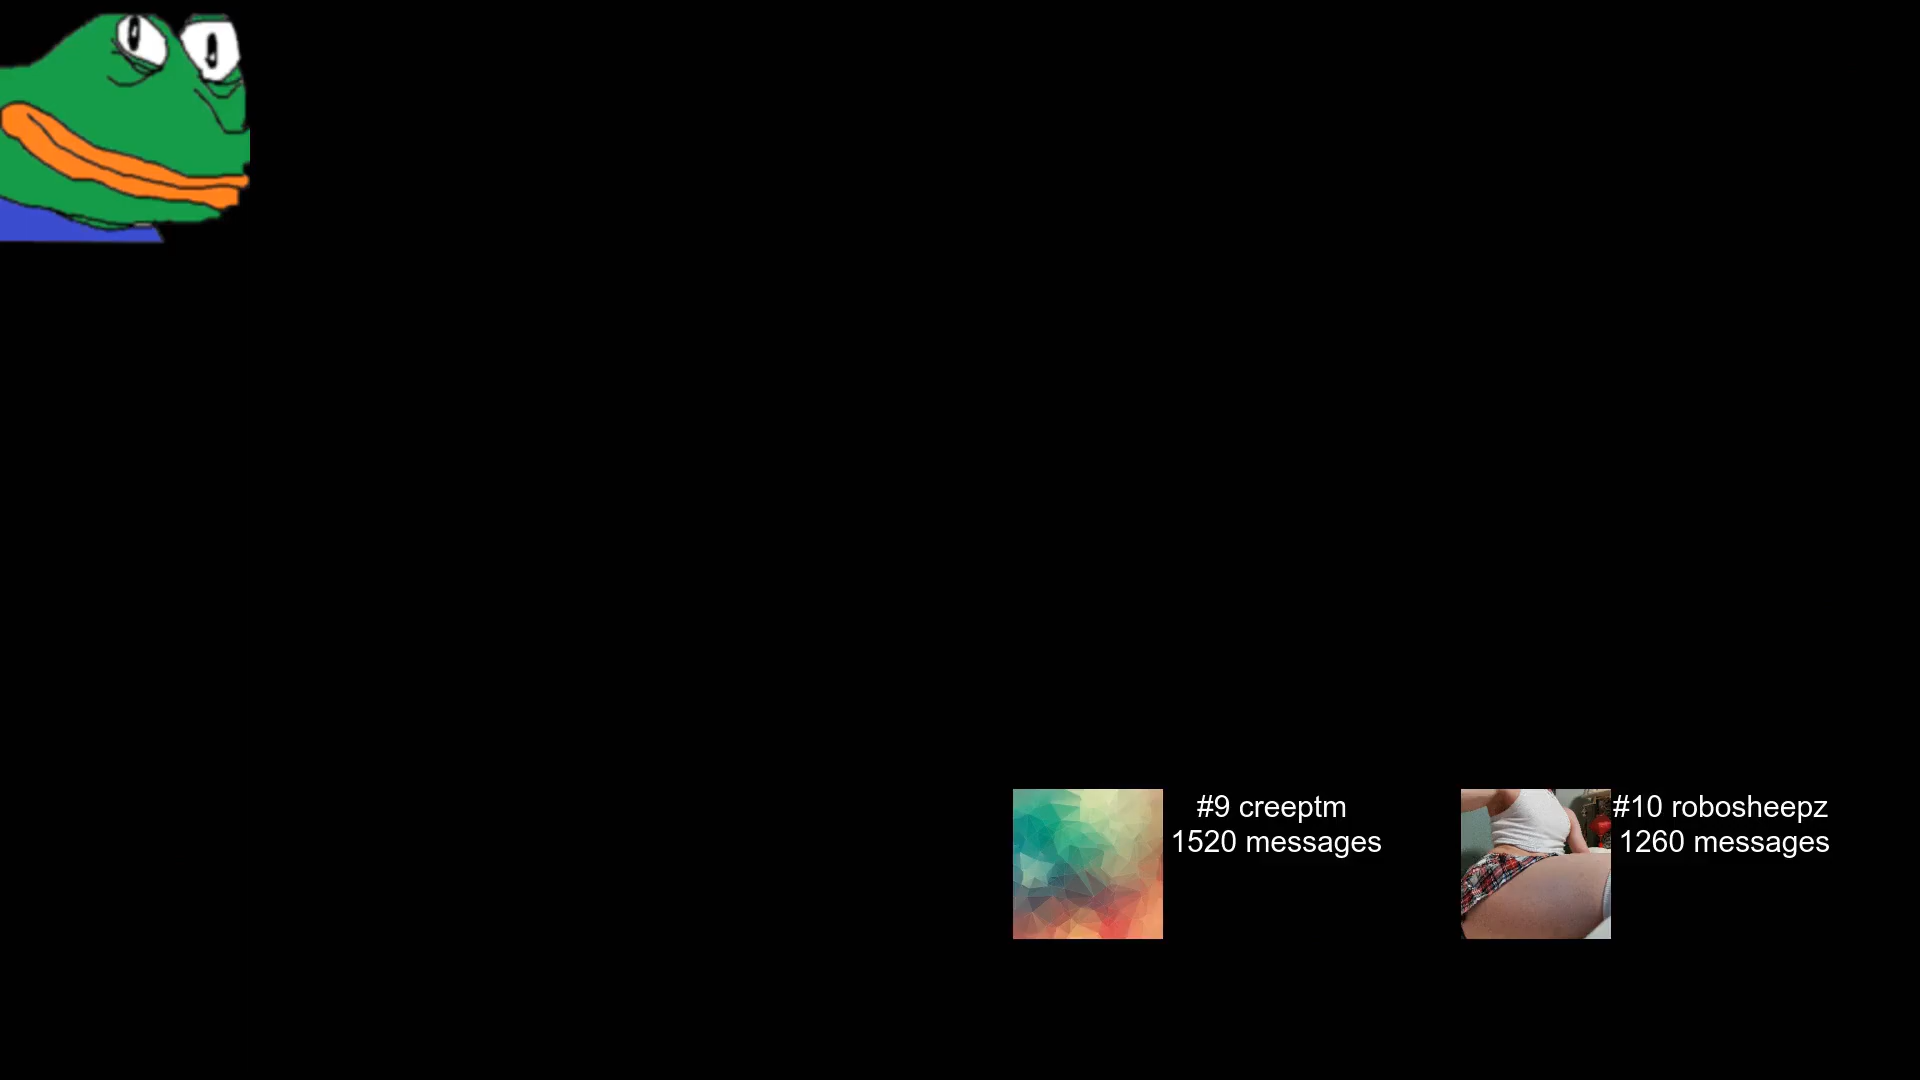 #9 creeptm
1520 messages
#10 robosheepz
1260 messages